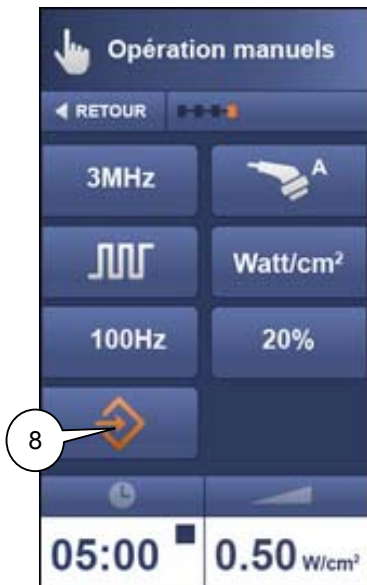 Opération manuels
RETOUR
3MHz
A
Watt/cm²
100Hz
20%
8
05:00
0.50 W/cm²